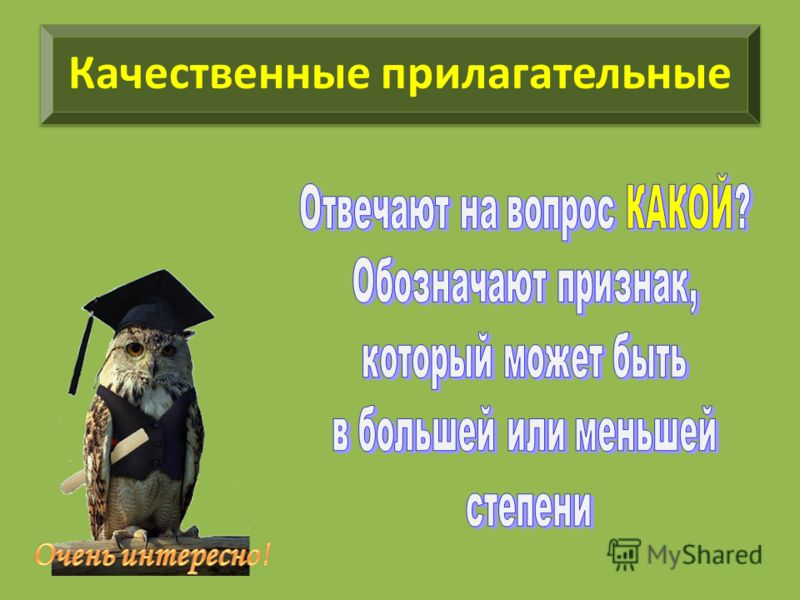 Качественные прилагательные
Отвечают на вопрос КАКОЙ?
Обозначают признак,
который может быть
в большей или меньшей
степени
Очень интересно!
MyShared